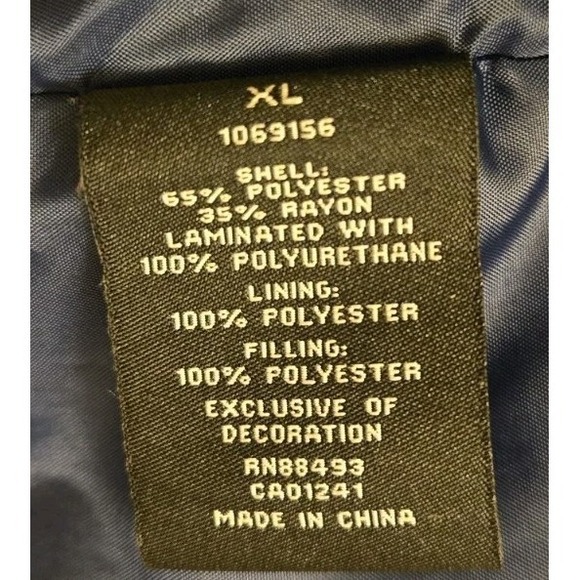 XL
1069156
SHELL:
65% POLYESTER
35% RAYON
LAMINATED WITH
100% POLYURETHANE
LINING:
100% POLYESTER
FILLING:
100% POLYESTER
EXCLUSIVE OF
DECORATION
RN88493
CA01241
MADE IN CHINA